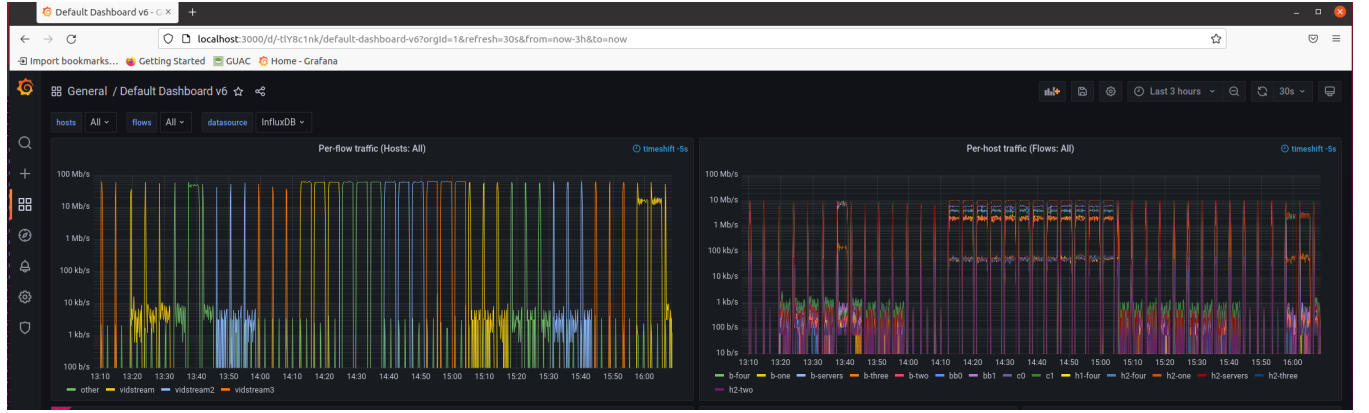 Default Dashboard v6 - G
localhost:3000/d/-tlY8c1nk/default-dashboard-v6?orgId=1&refresh=30s&from=now-3h&to=now
Import bookmarks... Getting Started GUAC Home - Grafana
General / Default Dashboard v6 Last 3 hours 30s
hosts All flows All datasource InfluxDB
Per-flow traffic (Hosts: All) timeshift -5s
100 Mb/s
10 Mb/s
1 Mb/s
100 kb/s
10 kb/s
1 kb/s
100 b/s
13:10 13:20 13:30 13:40 13:50 14:00 14:10 14:20 14:30 14:40 14:50 15:00 15:10 15:20 15:30 15:40 15:50 16:00
other vidstream vidstream2 vidstream3
Per-host traffic (Flows: All) timeshift -5s
100 Mb/s
10 Mb/s
1 Mb/s
100 kb/s
10 kb/s
1 kb/s
100 b/s
10 b/s
13:10 13:20 13:30 13:40 13:50 14:00 14:10 14:20 14:30 14:40 14:50 15:00 15:10 15:20 15:30 15:40 15:50 16:00
b-four b-one b-servers b-three b-two bb0 bb1 c0 c1 h1-four h2-four h2-one h2-servers h2-three
h2-two